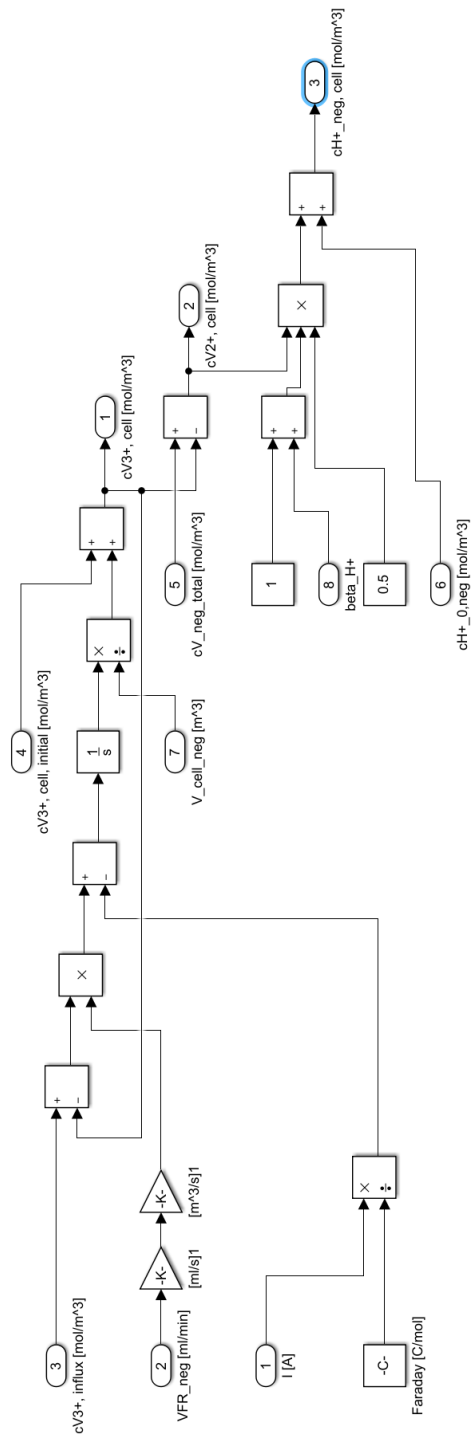 3
cV3+, influx [mol/m^3]
2
VFR_neg [ml/min]
-K-
[ml/s]1
-K-
[m^3/s]1
1
I [A]
-C-
Faraday [C/mol]
×
÷
+
−
×
+
−
1
s
4
cV3+, cell, initial [mol/m^3]
7
V_cell_neg [m^3]
×
÷
+
+
1
cV3+, cell [mol/m^3]
5
cV_neg_total [mol/m^3]
+
−
2
cV2+, cell [mol/m^3]
1
8
beta_H+
0.5
6
cH+_0,neg [mol/m^3]
+
+
×
+
+
3
cH+_neg, cell [mol/m^3]